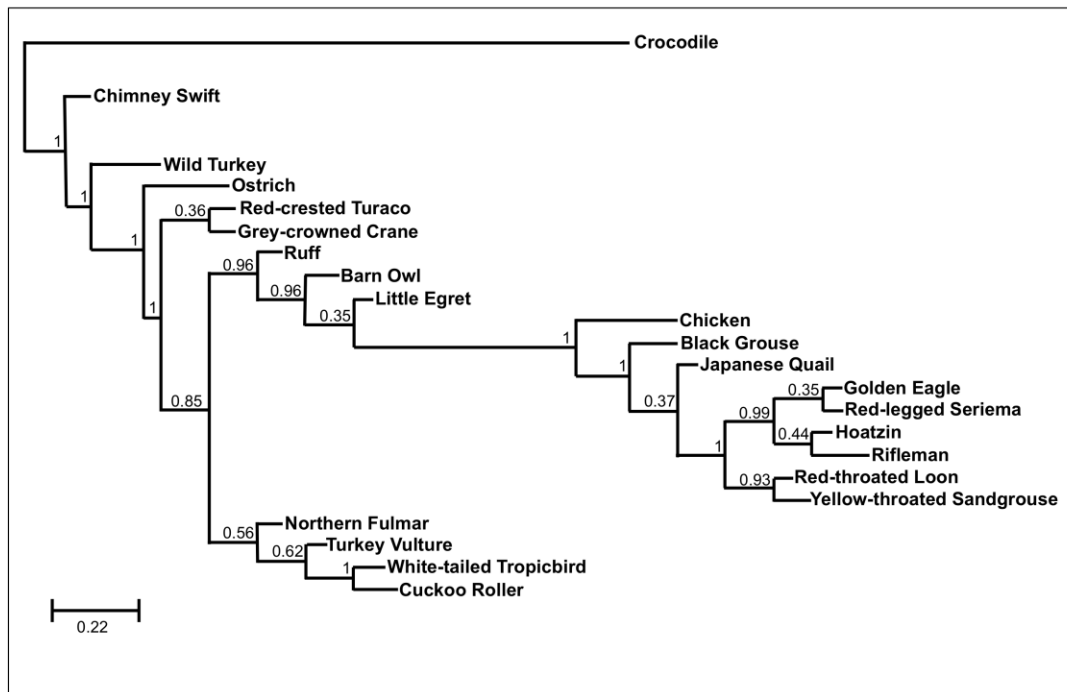 Crocodile
Chimney Swift
1
Wild Turkey
1
Ostrich
Red-crested Turaco
0.36
Grey-crowned Crane
1
Ruff
0.96
Barn Owl
0.96
Little Egret
0.35
1
Chicken
1
Black Grouse
1
Japanese Quail
0.37
Golden Eagle
0.35
Red-legged Seriema
0.99
Hoatzin
0.44
Rifleman
1
Red-throated Loon
0.93
Yellow-throated Sandgrouse
0.85
Northern Fulmar
0.56
Turkey Vulture
0.62
White-tailed Tropicbird
1
Cuckoo Roller
0.22